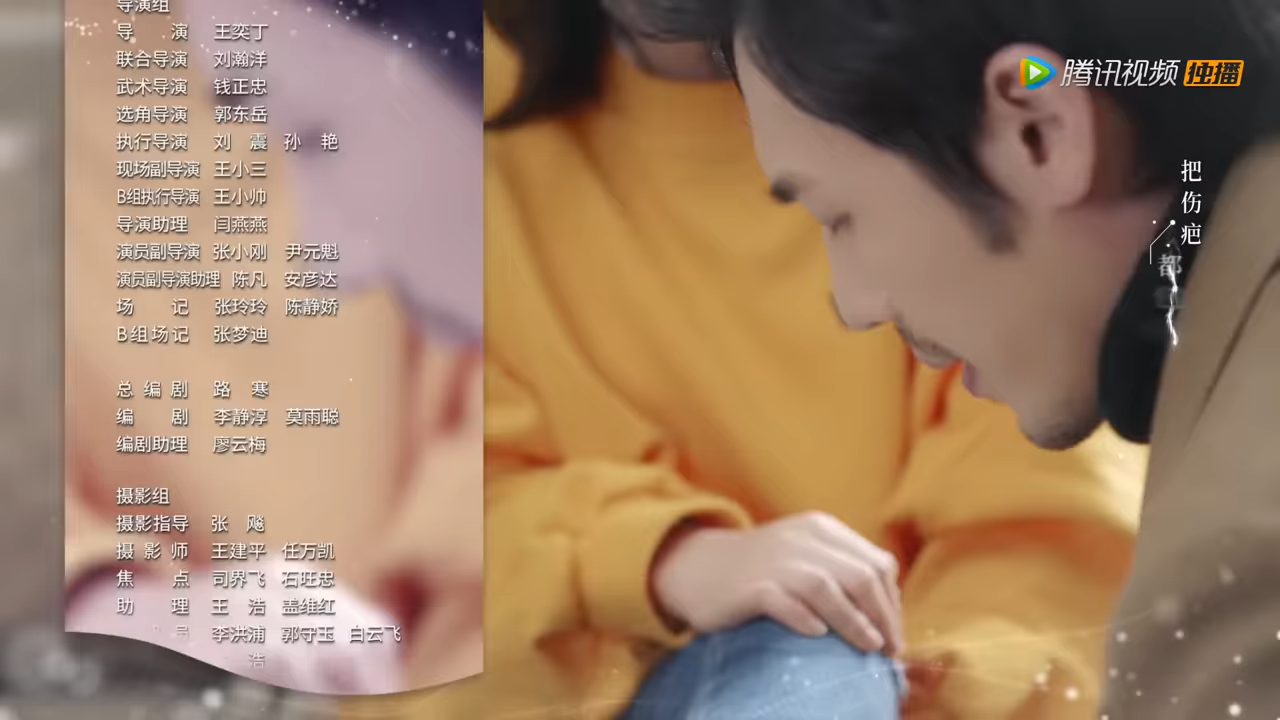 导演组
导演 王奕丁
联合导演 刘瀚洋
武术导演 钱正忠
选角导演 郭东岳
执行导演 刘震 孙艳
现场副导演 王小三
B组执行导演 王小帅
导演助理 闫燕燕
演员副导演 张小刚 尹元魁
演员副导演助理 陈凡 安彦达
场记 张玲玲 陈静娇
B组场记 张梦迪
总编剧 路寒
编剧 李静淳 莫雨聪
编剧助理 廖云梅
摄影组
摄影指导 张飚
摄影师 王建平 任万凯
焦点 司界飞 石旺忠
助理 王浩 盖维红
员 李洪浦 郭守玉 白云飞
浩
腾讯视频 独播
把伤疤
都